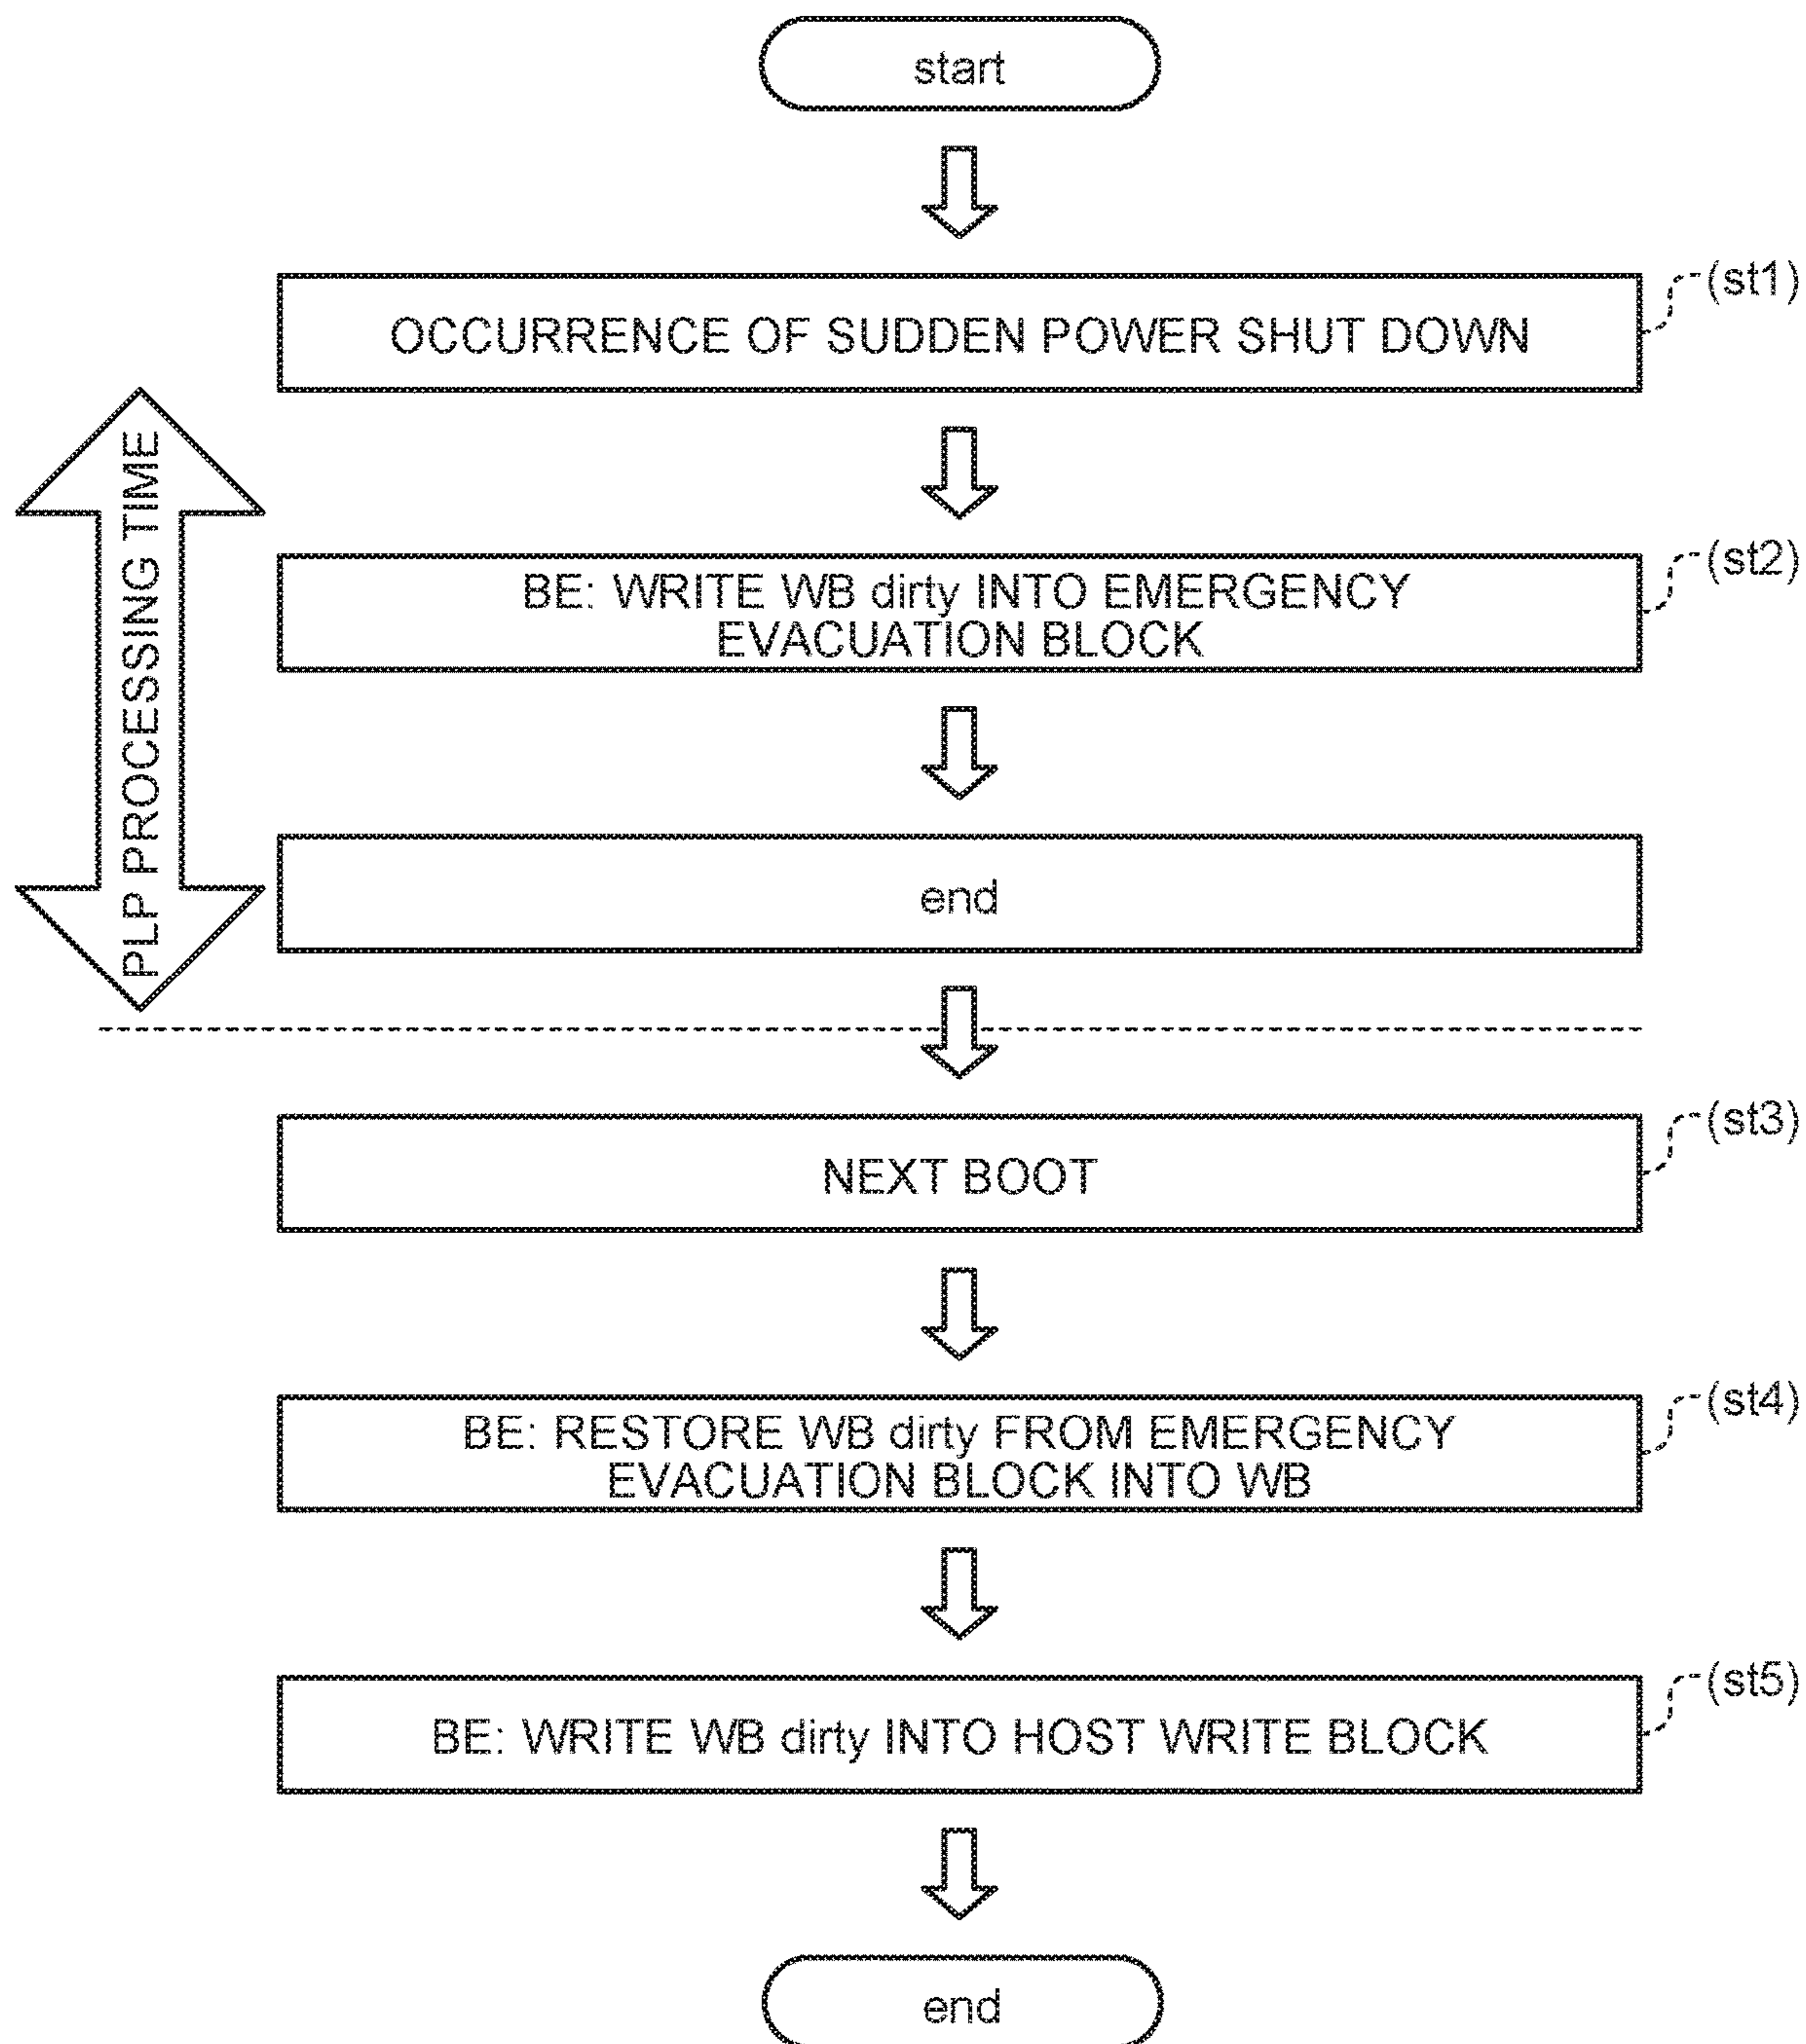 start
OCCURRENCE OF SUDDEN POWER SHUT DOWN
(st1)
PLP PROCESSING TIME
BE: WRITE WB dirty INTO EMERGENCY
EVACUATION BLOCK
(st2)
end
NEXT BOOT
(st3)
BE: RESTORE WB dirty FROM EMERGENCY
EVACUATION BLOCK INTO WB
(st4)
BE: WRITE WB dirty INTO HOST WRITE BLOCK
(st5)
end